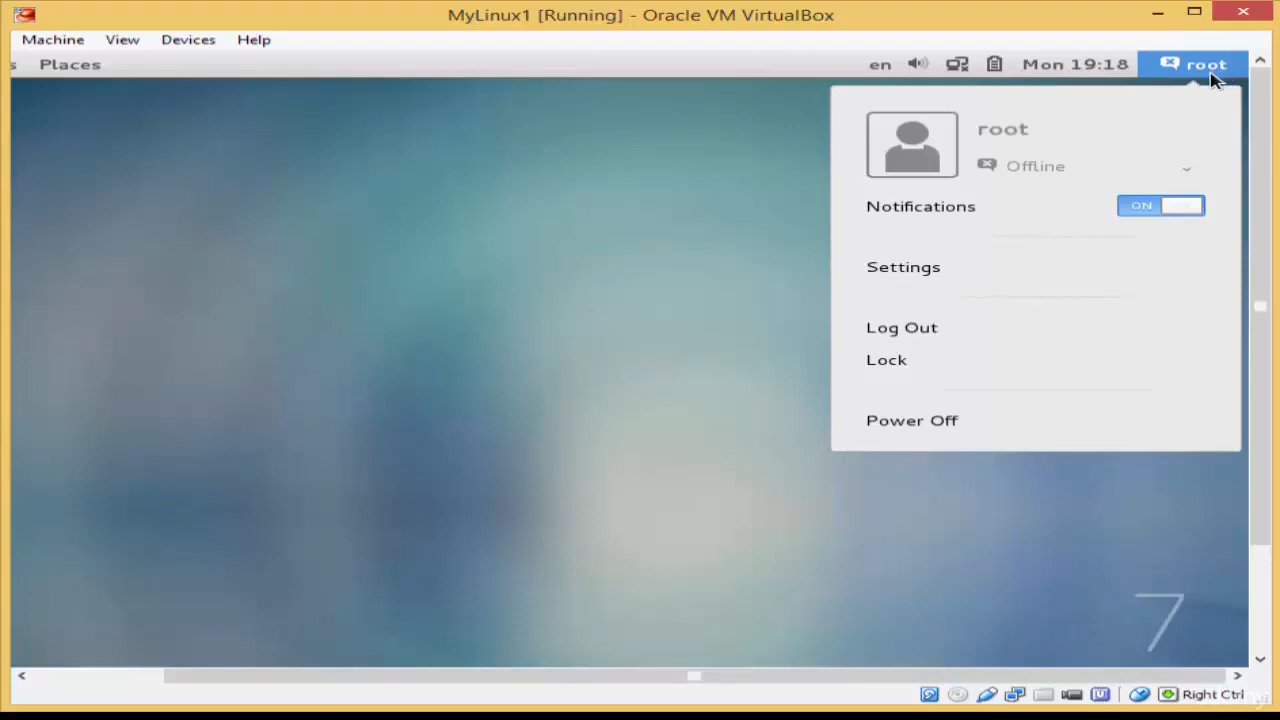 MyLinux1 [Running] - Oracle VM VirtualBox
Machine View Devices Help
s Places en Mon 19:18 root
root
Offline
Notifications ON
Settings
Log Out
Lock
Power Off
7
Right Ctrl